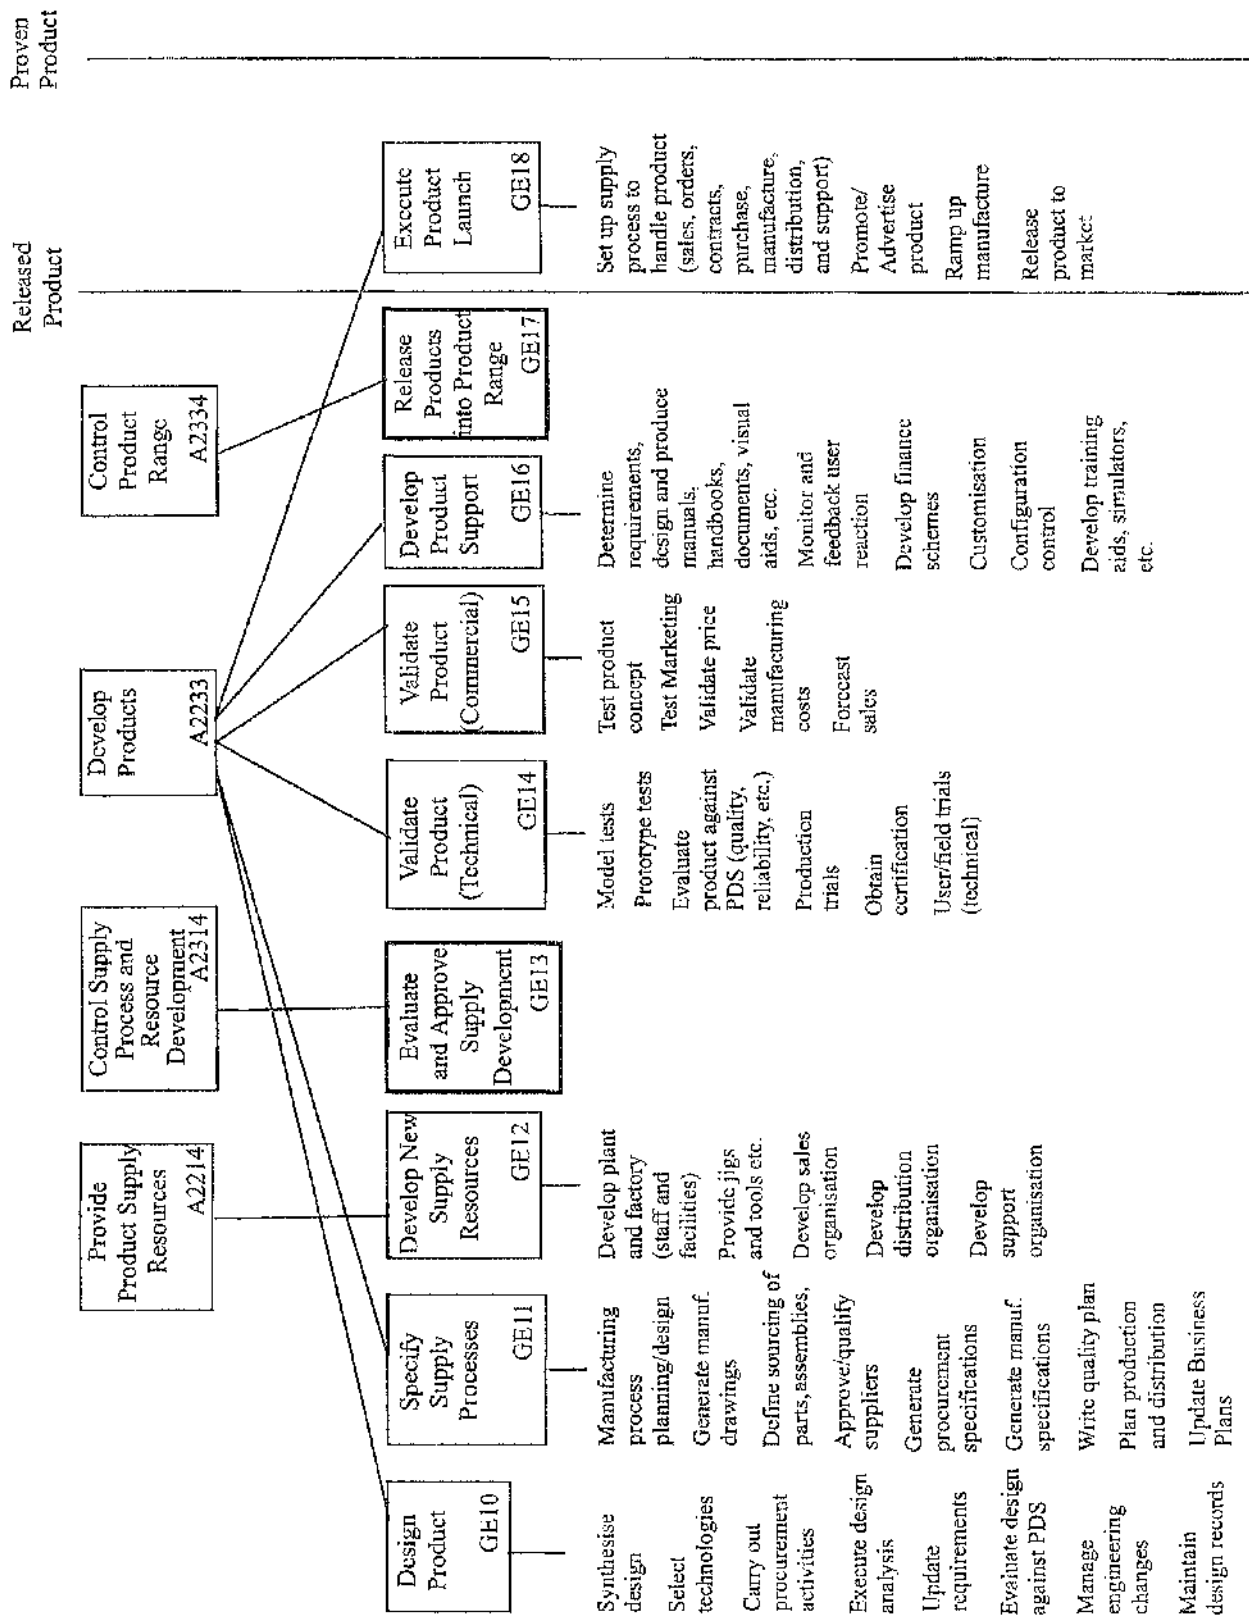 Provide
Product Supply
Resources
A2214
Control Supply
Process and
Resource
Development
A2314
Develop
Products
A2233
Control
Product
Range
A2334
Released
Product
Proven
Product
Design
Product
GE10
Specify
Supply
Processes
GE11
Develop New
Supply
Resources
GE12
Evaluate
and Approve
Supply
Development
GE13
Validate
Product
(Technical)
GE14
Validate
Product
(Commercial)
GE15
Develop
Product
Support
GE16
Release
Products
into Product
Range
GE17
Execute
Product
Launch
GE18
Synthesise
design
Select
technologies
Carry out
procurement
activities
Execute design
analysis
Update
requirements
Evaluate design
against PDS
Manage
engineering
changes
Maintain
design records
Manufacturing
process
planning/design
Generate manuf.
drawings
Define sourcing of
parts, assemblies,
Approve/qualify
suppliers
Generate
procurement
specifications
Generate manuf.
specifications
Write quality plan
Plan production
and distribution
Update Business
Plans
Develop plant
and factory
(staff and
facilities)
Provide jigs
and tools etc.
Develop sales
organisation
Develop
distribution
organisation
Develop
support
organisation
Model tests
Prototype tests
Evaluate
product against
PDS (quality,
reliability, etc.)
Production
trials
Obtain
certification
User/field trials
(technical)
Test product
concept
Test Marketing
Validate price
Validate
manufacturing
costs
Forecast
sales
Determine
requirements,
design and produce
manuals,
handbooks,
documents, visual
aids, etc.
Monitor and
feedback user
reaction
Develop finance
schemes
Customisation
Configuration
control
Develop training
aids, simulators,
etc.
Set up supply
process to
handle product
(sales, orders,
contracts,
purchase,
manufacture,
distribution,
and support)
Promote/
Advertise
product
Ramp up
manufacture
Release
product to
market